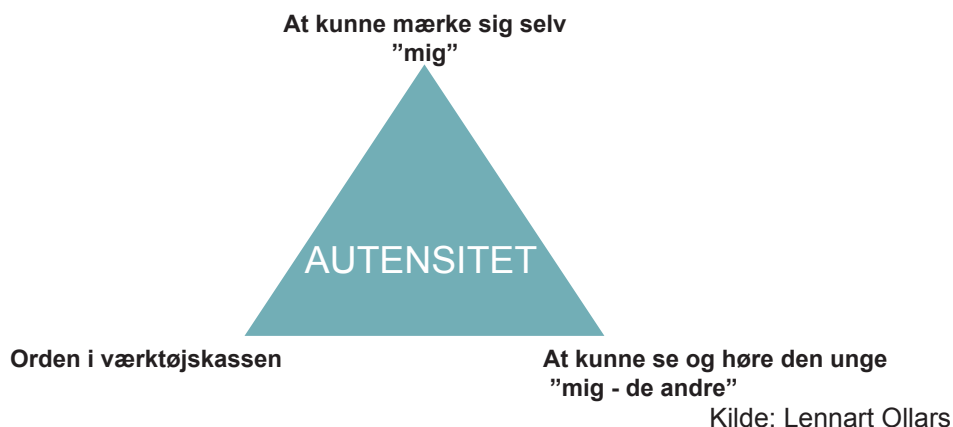 At kunne mærke sig selv
”mig”
AUTENSITET
Orden i værktøjskassen
At kunne se og høre den unge
”mig - de andre”
Kilde: Lennart Ollars